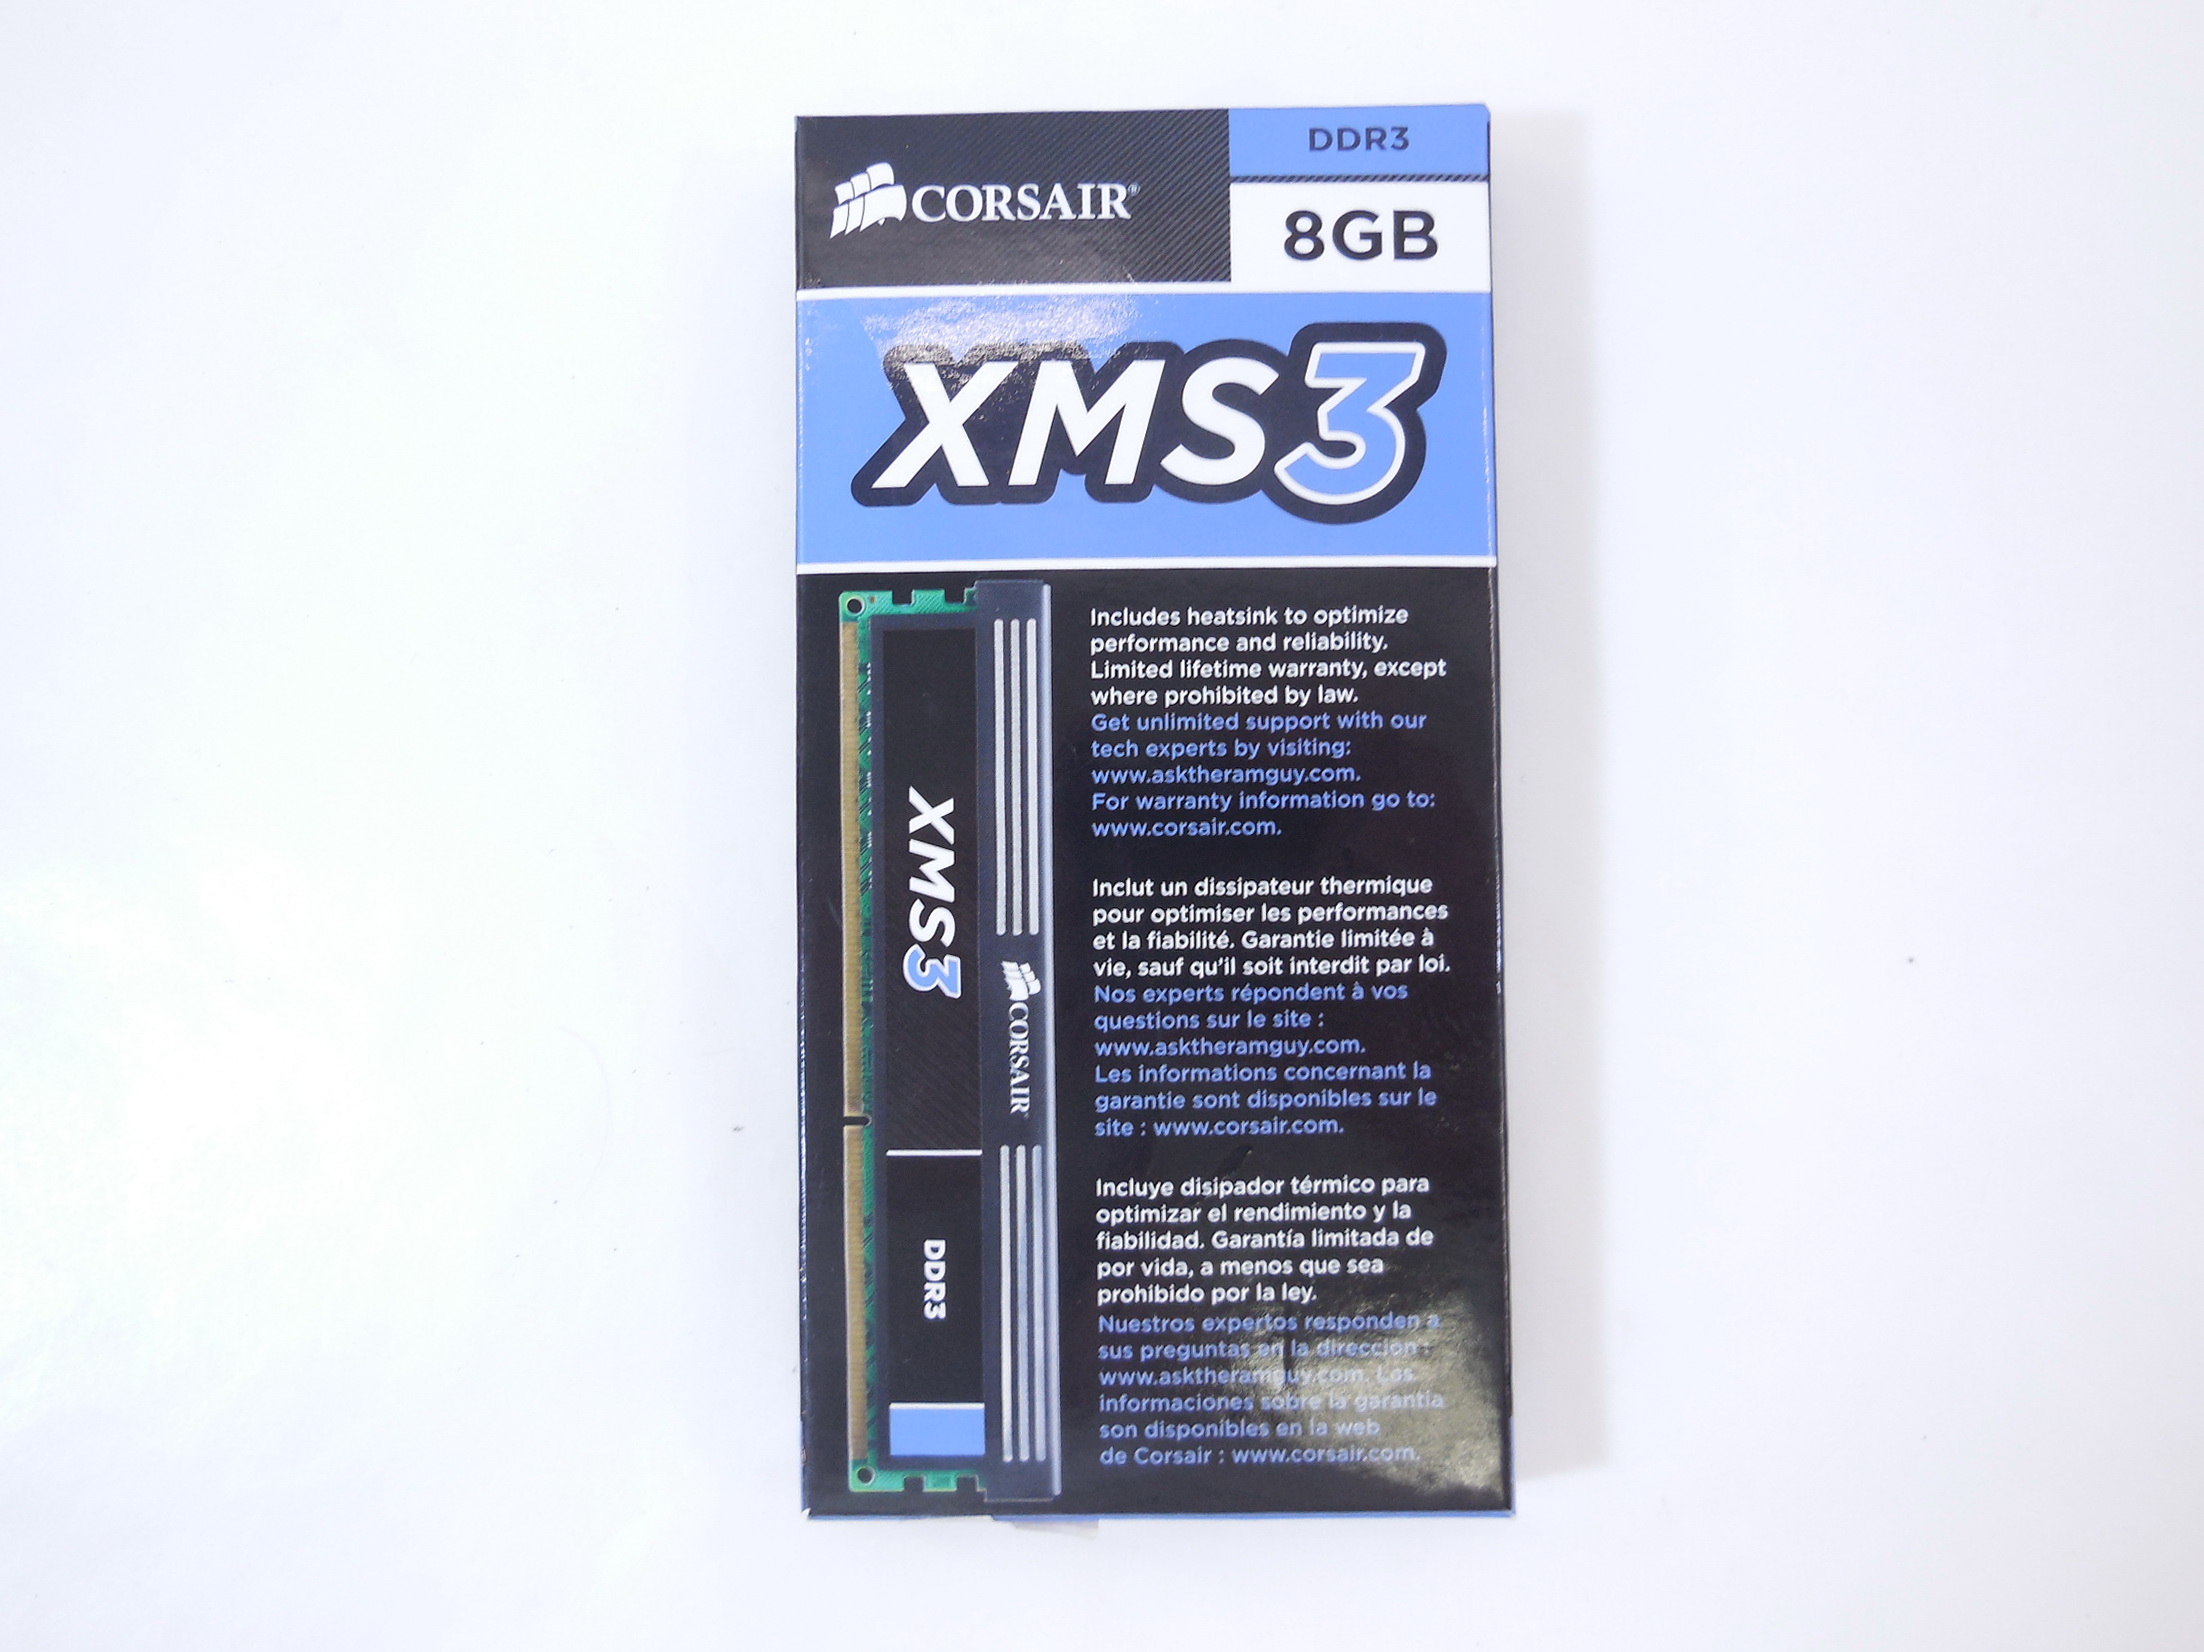 CORSAIR®
DDR3
8GB
XMS3
XMS3
DDR3
CORSAIR
Includes heatsink to optimize
performance and reliability.
Limited lifetime warranty, except
where prohibited by law.
Get unlimited support with our
tech experts by visiting:
www.asktheramguy.com.
For warranty information go to:
www.corsair.com.
Inclut un dissipateur thermique
pour optimiser les performances
et la fiabilité. Garantie limitée à
vie, sauf qu'il soit interdit par loi.
Nos experts répondent à vos
questions sur le site :
www.asktheramguy.com.
Les informations concernant la
garantie sont disponibles sur le
site : www.corsair.com.
Incluye disipador térmico para
optimizar el rendimiento y la
fiabilidad. Garantía limitada de
por vida, a menos que sea
prohibido por la ley.
Nuestros expertos responden a
sus preguntas en la dirección :
www.asktheramguy.com. Las
informaciones sobre la garantía
son disponibles en la web
de Corsair : www.corsair.com.